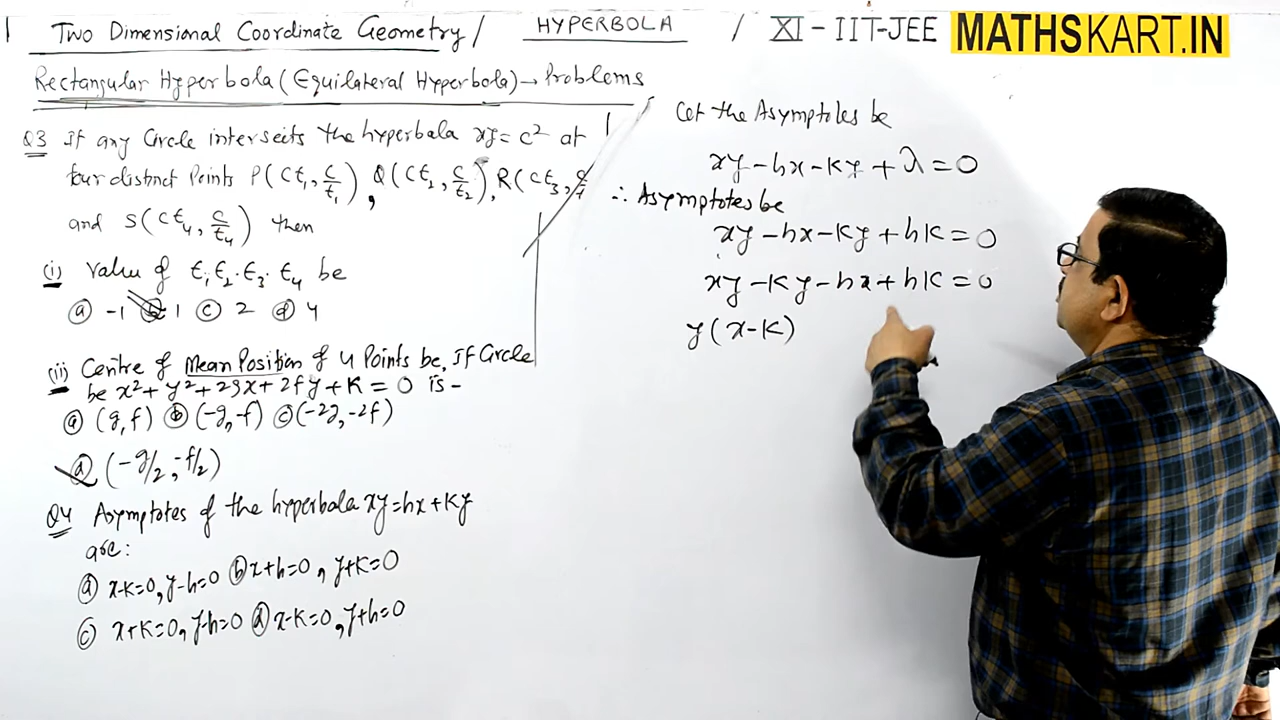 Two Dimensional Coordinate Geometry / HYPERBOLA / XI - IIT-JEE MATHSKART.IN
Rectangular Hyperbola (Equilateral Hyperbola) → Problems
Q3 If any Circle intersects the hyperbola xy = c² at
four distinct Points P(ct₁, c/t₁), Q(ct₂, c/t₂), R(ct₃, c/
and S(ct₄, c/t₄) then
(i) Value of t₁t₂.t₃.t₄ be
ⓐ -1 ⓑ 1 ⓒ 2 ⓓ 4
(ii) Centre of Mean Position of 4 Points be, If Circle
be x² + y² + 2gx + 2fy + K = 0 is -
ⓐ (g, f) ⓑ (-g, -f) ⓒ (-2g, -2f)
ⓓ (-g/2, -f/2)
Q4 Asymptotes of the hyperbola xy = hx + Ky
are:
ⓐ x-K=0, y-h=0 ⓑ x+h=0, y+K=0
ⓒ x+K=0, y-h=0 ⓓ x-K=0, y+h=0
Let the Asymptotes be
xy - hx - Ky + λ = 0
∴ Asymptotes be
xy - hx - Ky + hK = 0
xy - Ky - hx + hK = 0
y(x-K)